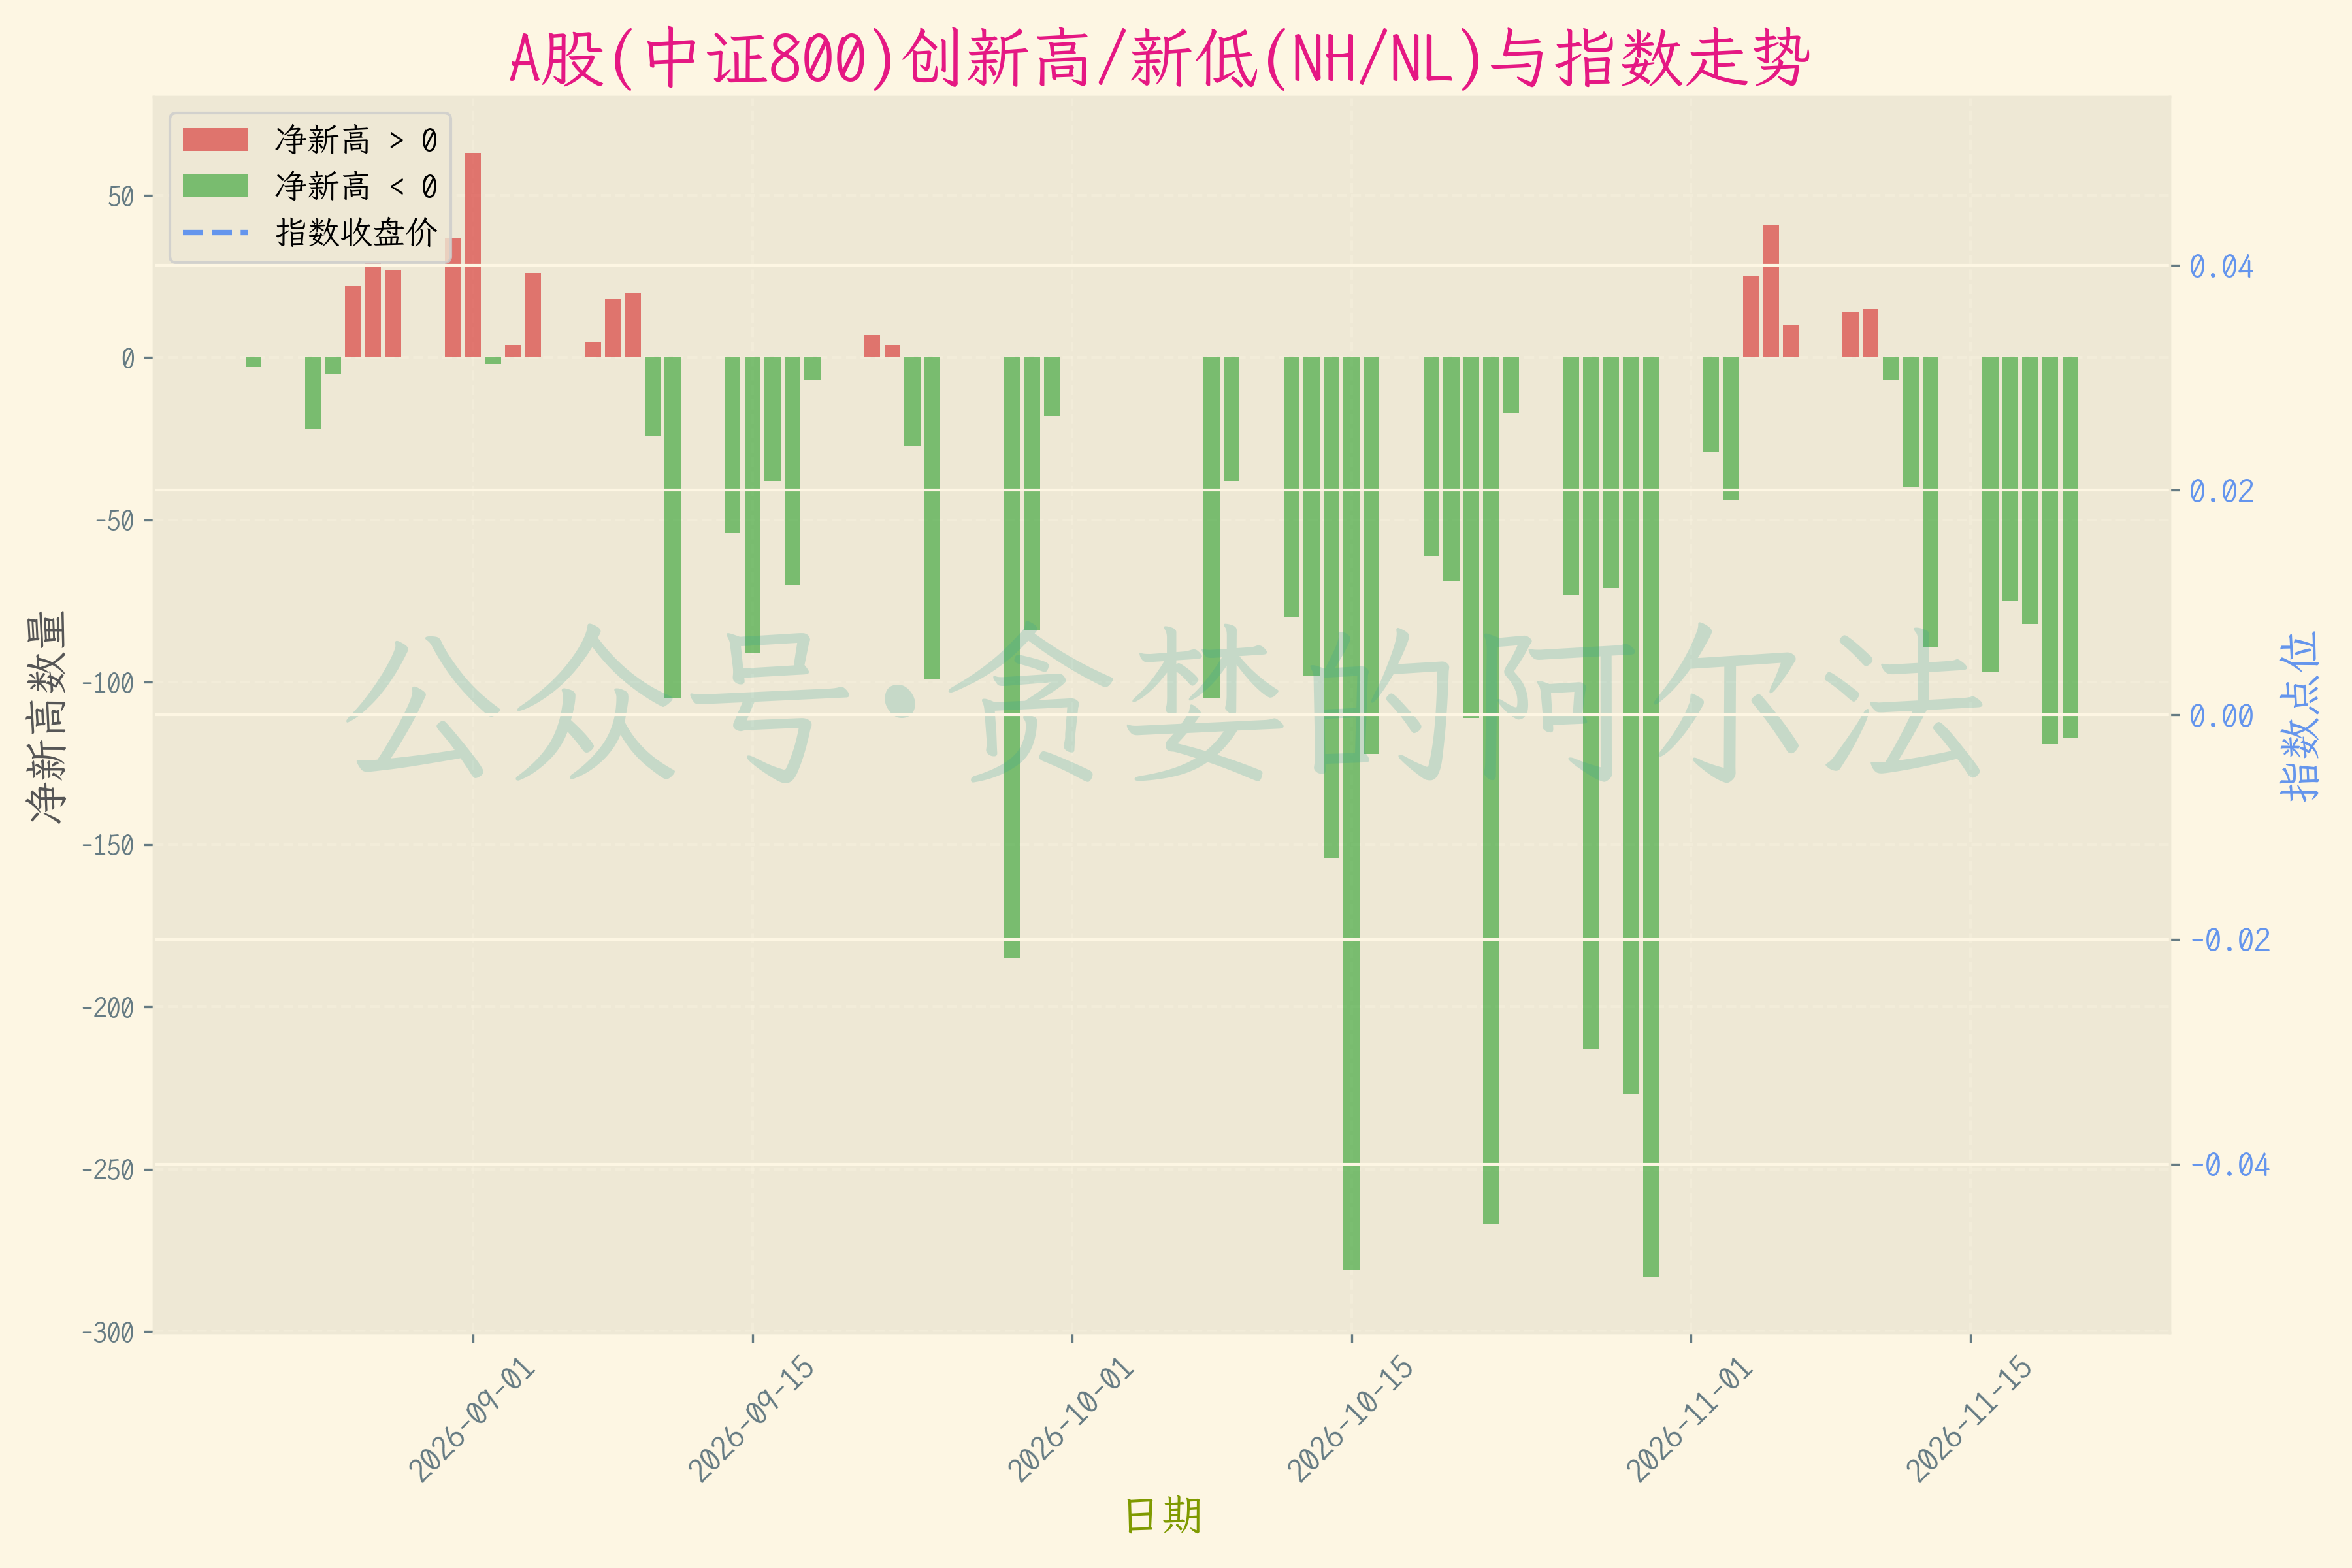 A股(中证800)创新高/新低(NH/NL)与指数走势
净新高 > 0
净新高 < 0
指数收盘价
50
0
-50
-100
-150
-200
-250
-300
净新高数量
0.04
0.02
0.00
-0.02
-0.04
指数点位
公众号·贪婪的阿尔法
2026-09-01
2026-09-15
2026-10-01
2026-10-15
2026-11-01
2026-11-15
日期